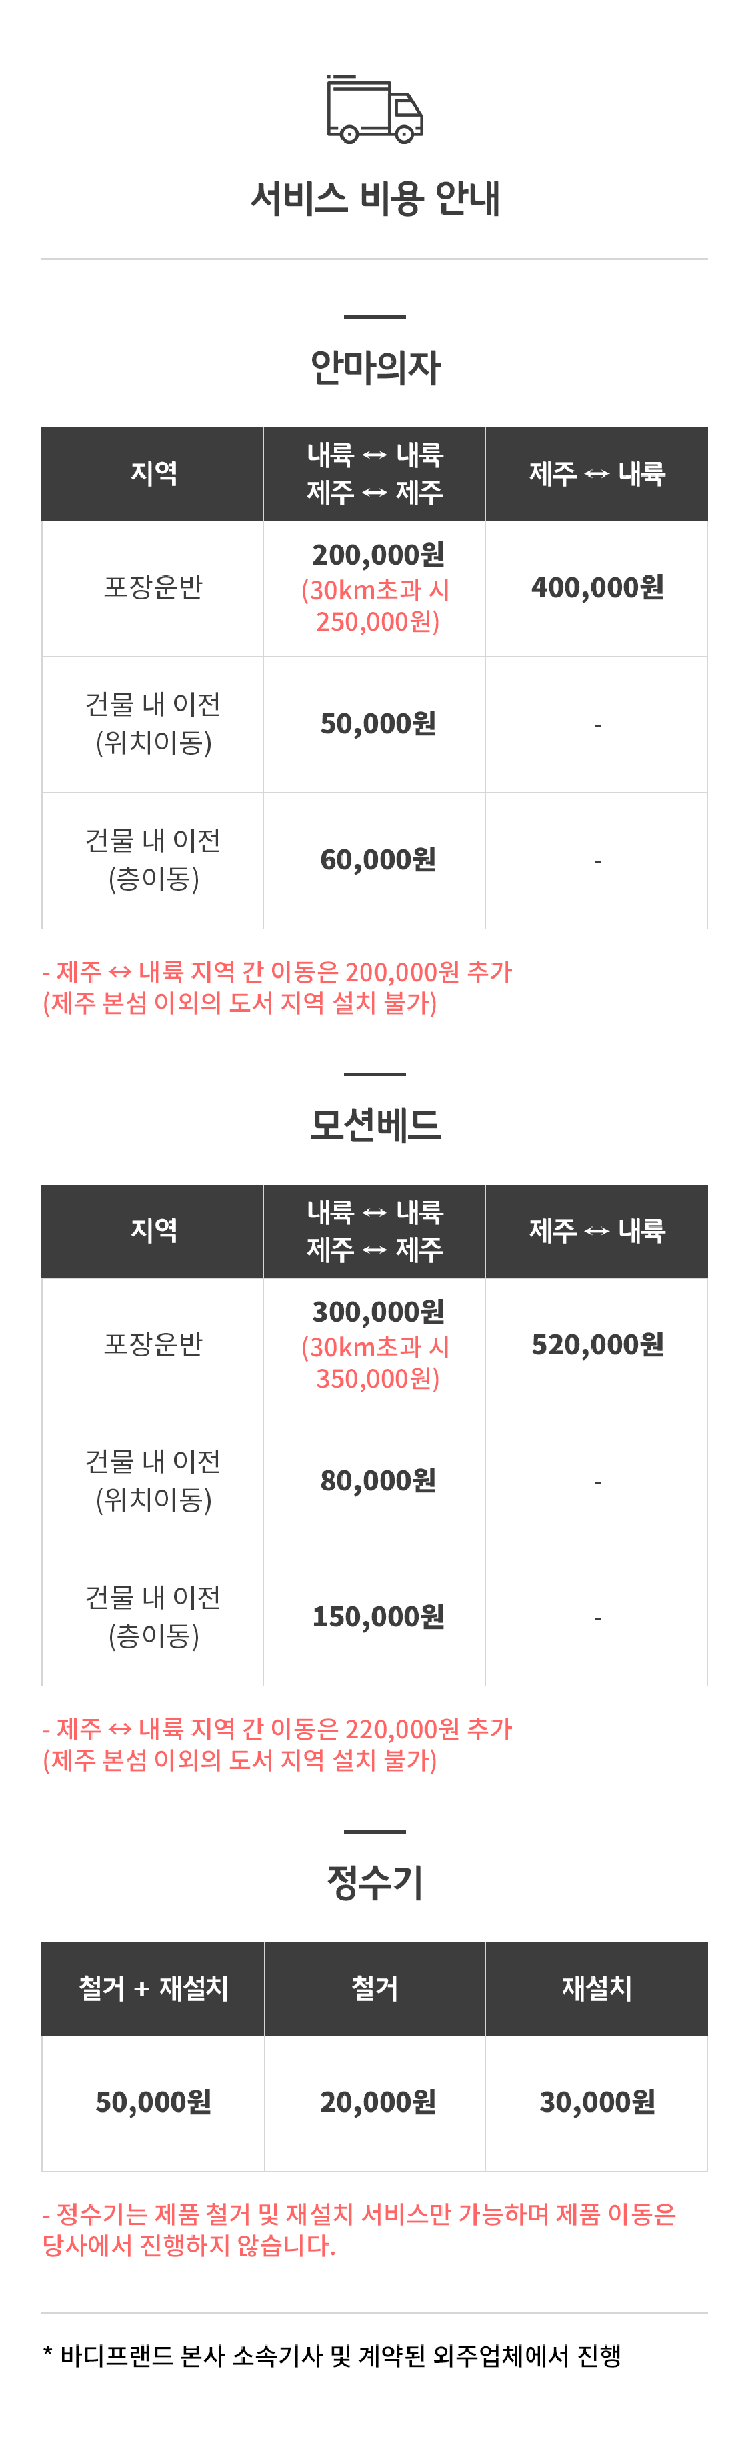 서비스 비용 안내
안마의자
지역
내륙 ↔ 내륙
제주 ↔ 제주
제주 ↔ 내륙
포장운반
200,000원
(30km초과 시
250,000원)
400,000원
건물 내 이전
(위치이동)
50,000원
-
건물 내 이전
(층이동)
60,000원
-
- 제주 ↔ 내륙 지역 간 이동은 200,000원 추가
(제주 본섬 이외의 도서 지역 설치 불가)
모션베드
지역
내륙 ↔ 내륙
제주 ↔ 제주
제주 ↔ 내륙
포장운반
300,000원
(30km초과 시
350,000원)
520,000원
건물 내 이전
(위치이동)
80,000원
-
건물 내 이전
(층이동)
150,000원
-
- 제주 ↔ 내륙 지역 간 이동은 220,000원 추가
(제주 본섬 이외의 도서 지역 설치 불가)
정수기
철거 + 재설치
철거
재설치
50,000원
20,000원
30,000원
- 정수기는 제품 철거 및 재설치 서비스만 가능하며 제품 이동은
당사에서 진행하지 않습니다.
* 바디프랜드 본사 소속기사 및 계약된 외주업체에서 진행